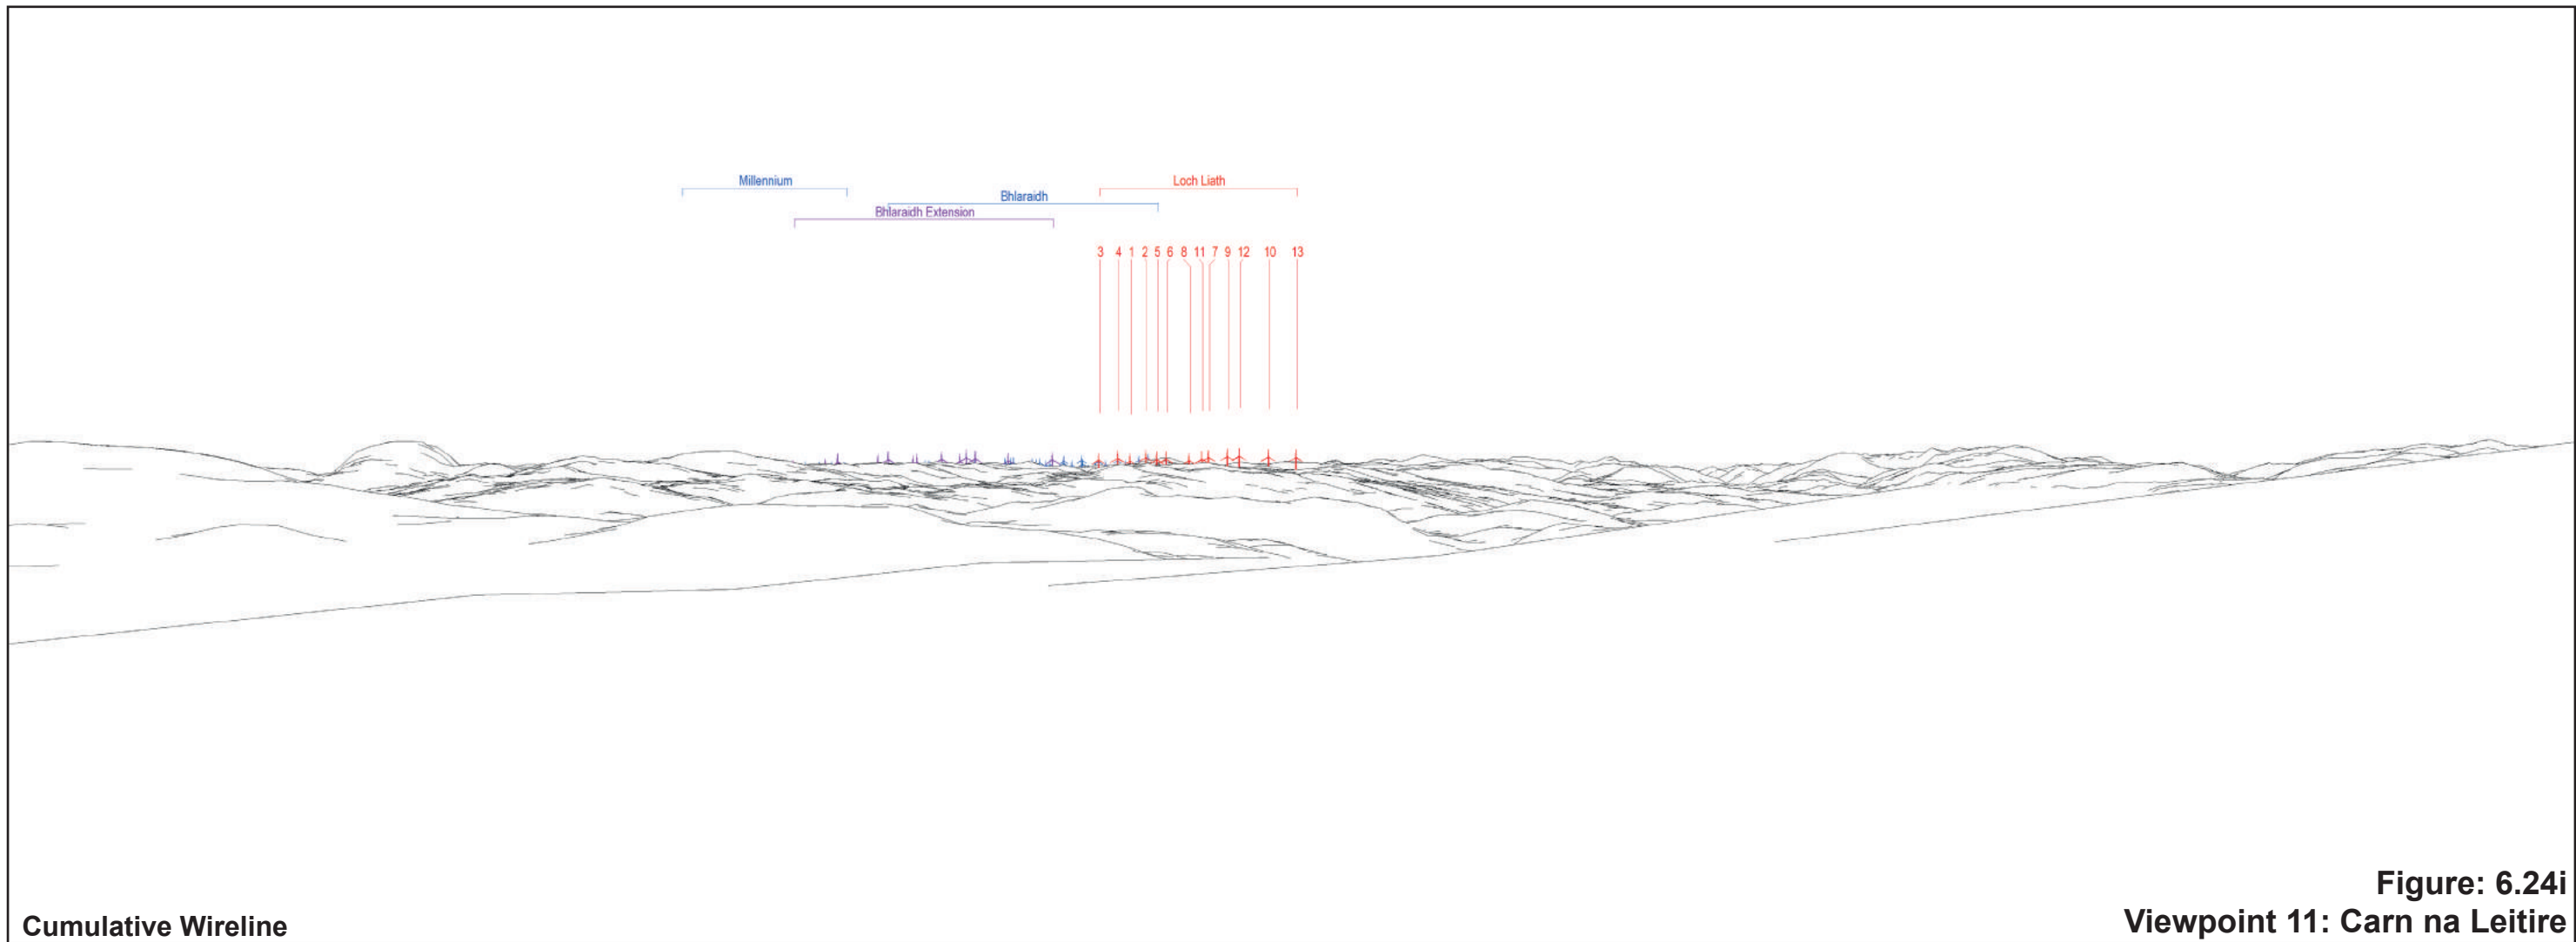 Millennium
Loch Liath
Bhlaraidh
Bhlaraidh Extension
3 4 1 2 5 6 8 11 7 9 12 10 13
Figure: 6.24i
Cumulative Wireline
Viewpoint 11: Carn na Leitire